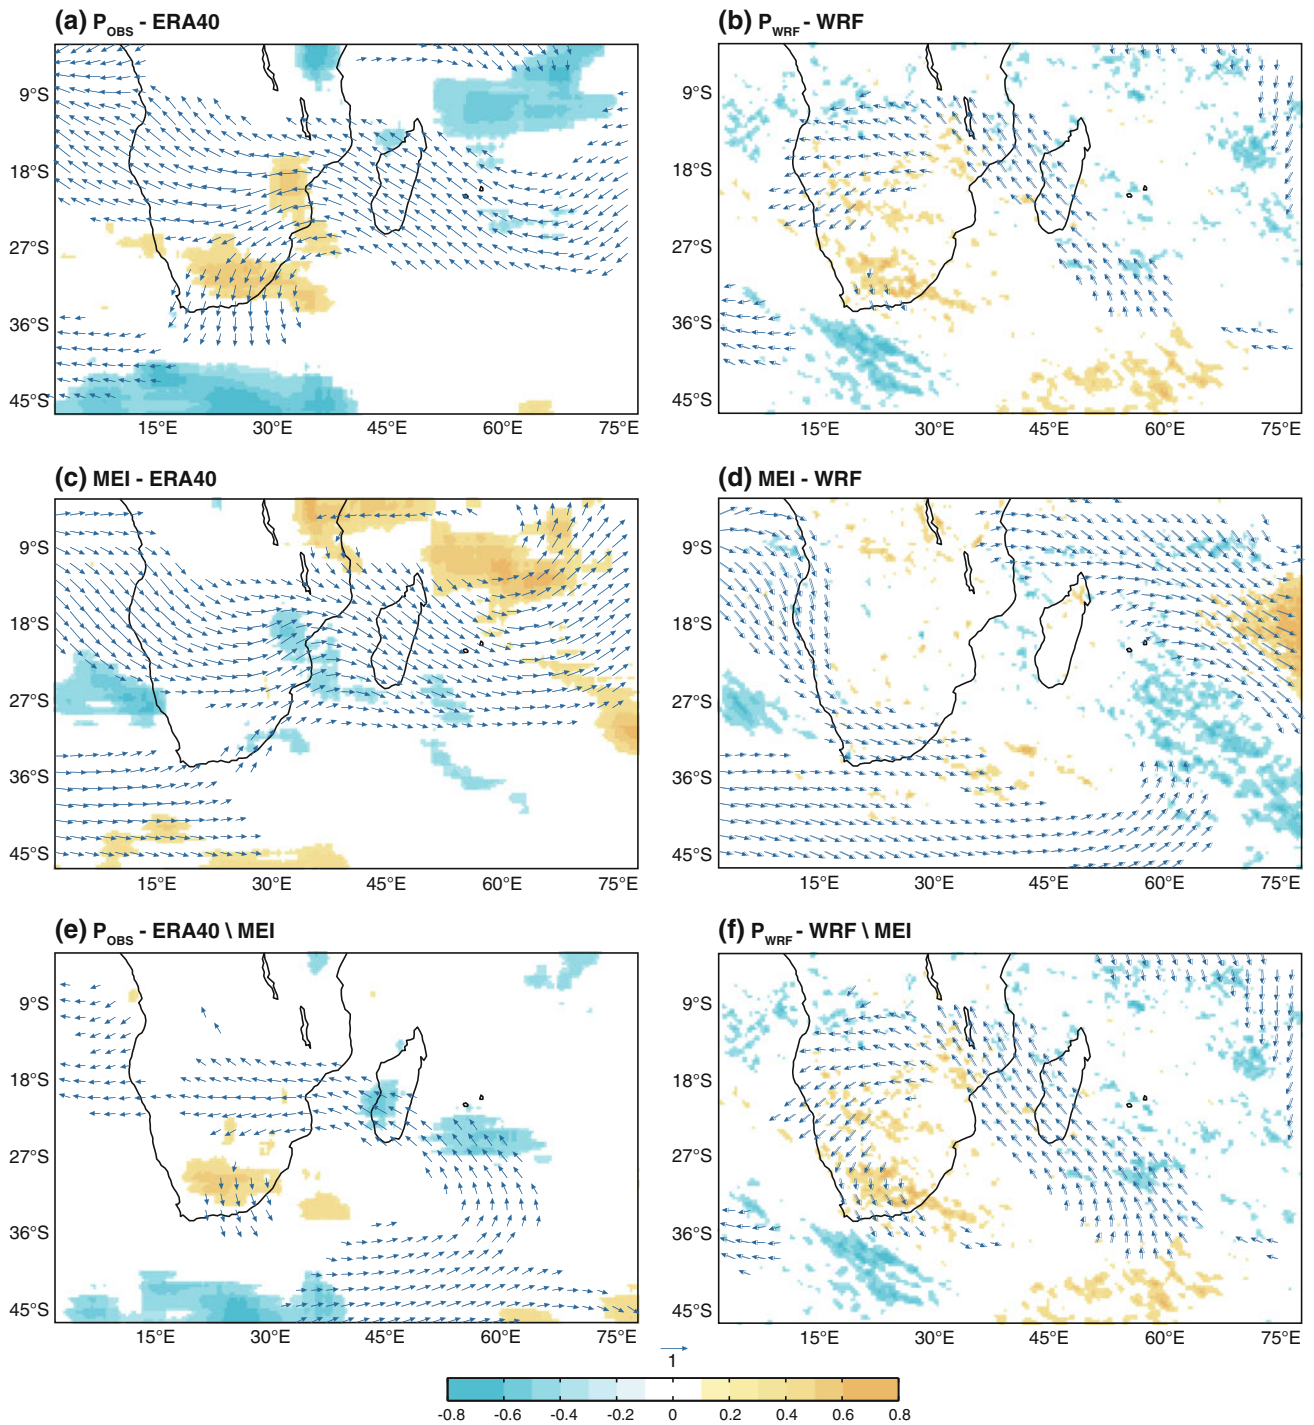 (a) P_OBS - ERA40
(b) P_WRF - WRF
9°S
18°S
27°S
36°S
45°S
15°E 30°E 45°E 60°E 75°E
9°S
18°S
27°S
36°S
45°S
15°E 30°E 45°E 60°E 75°E
(c) MEI - ERA40
(d) MEI - WRF
9°S
18°S
27°S
36°S
45°S
15°E 30°E 45°E 60°E 75°E
9°S
18°S
27°S
36°S
45°S
15°E 30°E 45°E 60°E 75°E
(e) P_OBS - ERA40 \ MEI
(f) P_WRF - WRF \ MEI
9°S
18°S
27°S
36°S
45°S
15°E 30°E 45°E 60°E 75°E
9°S
18°S
27°S
36°S
45°S
15°E 30°E 45°E 60°E 75°E
1
-0.8 -0.6 -0.4 -0.2 0 0.2 0.4 0.6 0.8